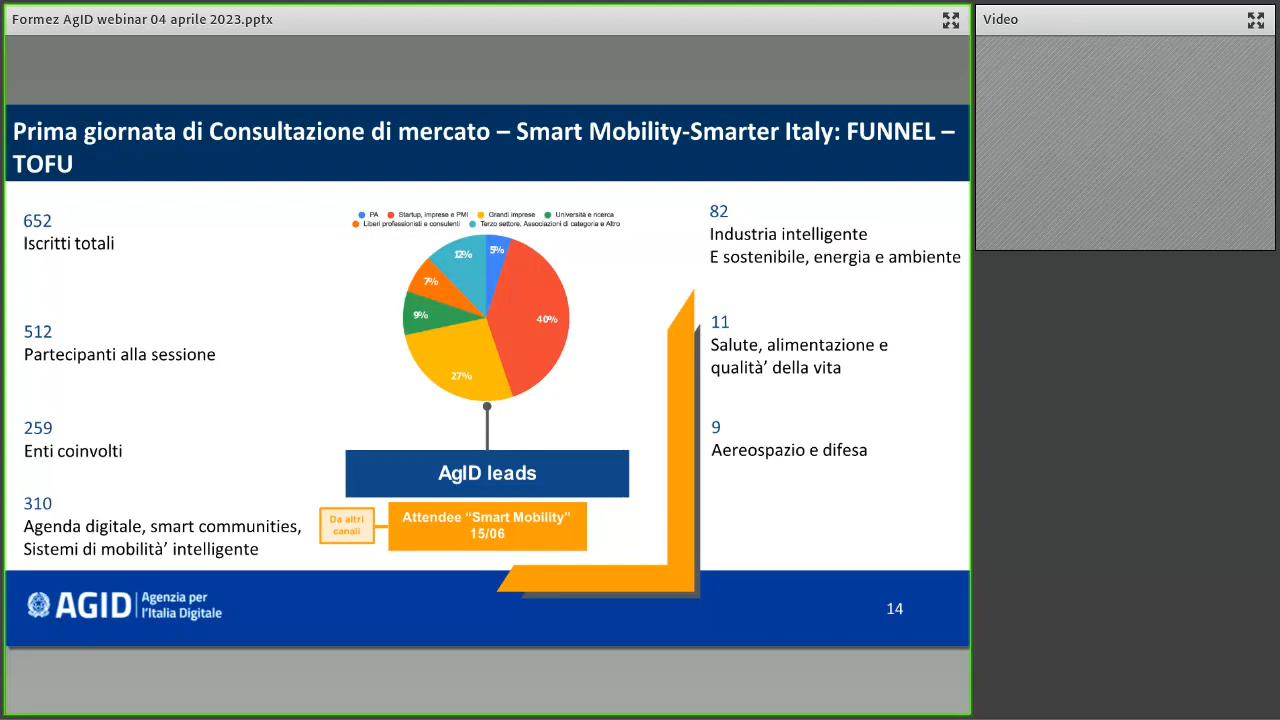 Formez AgID webinar 04 aprile 2023.pptx
Video
Prima giornata di Consultazione di mercato – Smart Mobility-Smarter Italy: FUNNEL –
TOFU
652
Iscritti totali
512
Partecipanti alla sessione
259
Enti coinvolti
310
Agenda digitale, smart communities,
Sistemi di mobilità’ intelligente
PA Startup, imprese e PMI Grandi imprese Università e ricerca
Liberi professionisti e consulenti Terzo settore, Associazioni di categoria e Altro
12%
5%
7%
9%
40%
27%
AgID leads
Da altri
canali
Attendee “Smart Mobility”
15/06
82
Industria intelligente
E sostenibile, energia e ambiente
11
Salute, alimentazione e
qualità’ della vita
9
Aereospazio e difesa
AGID
Agenzia per
l’Italia Digitale
14